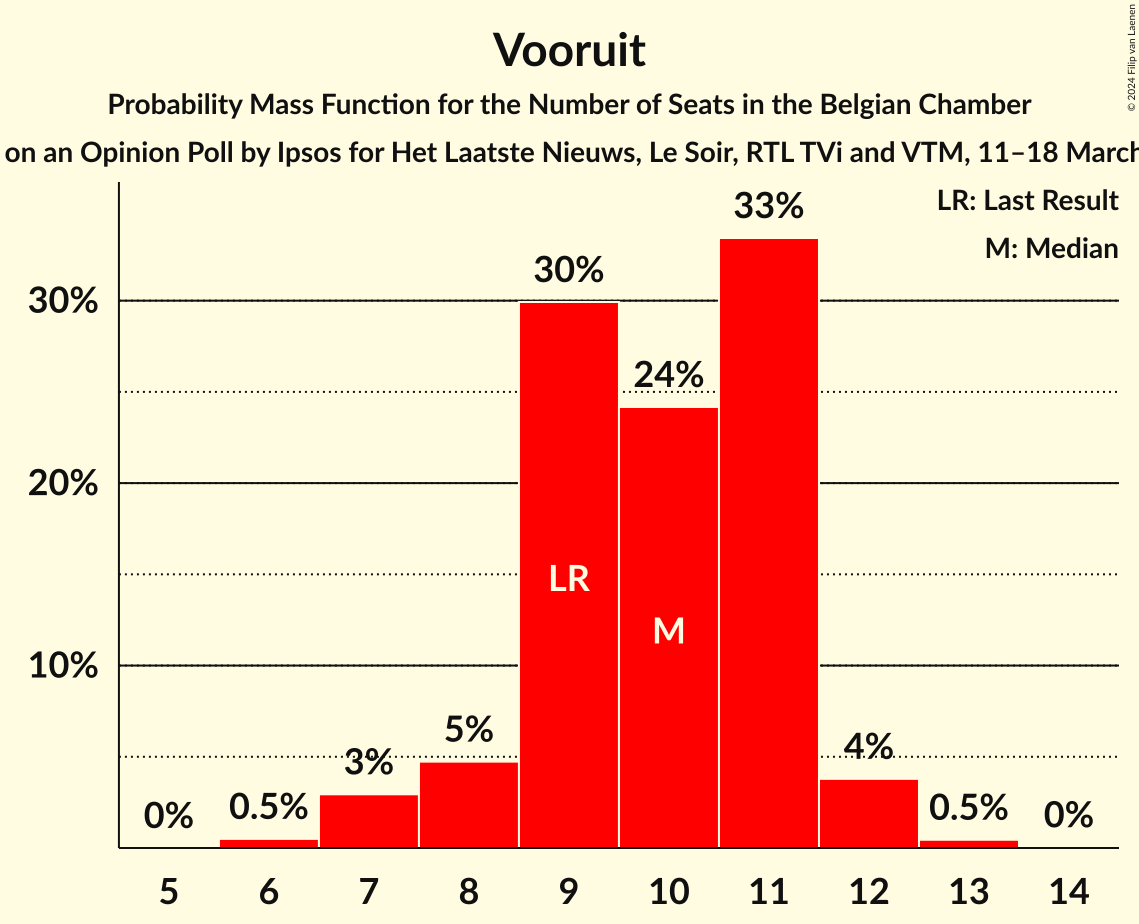 Vooruit
Probability Mass Function for the Number of Seats in the Belgian Chamber
on an Opinion Poll by Ipsos for Het Laatste Nieuws, Le Soir, RTL TVi and VTM, 11–18 March
© 2024 Filip van Laenen
LR: Last Result
M: Median
33%
30%
24%
30%
20%
LR
M
10%
5%
4%
3%
0%
0.5%
0.5%
0%
5 6 7 8 9 10 11 12 13 14